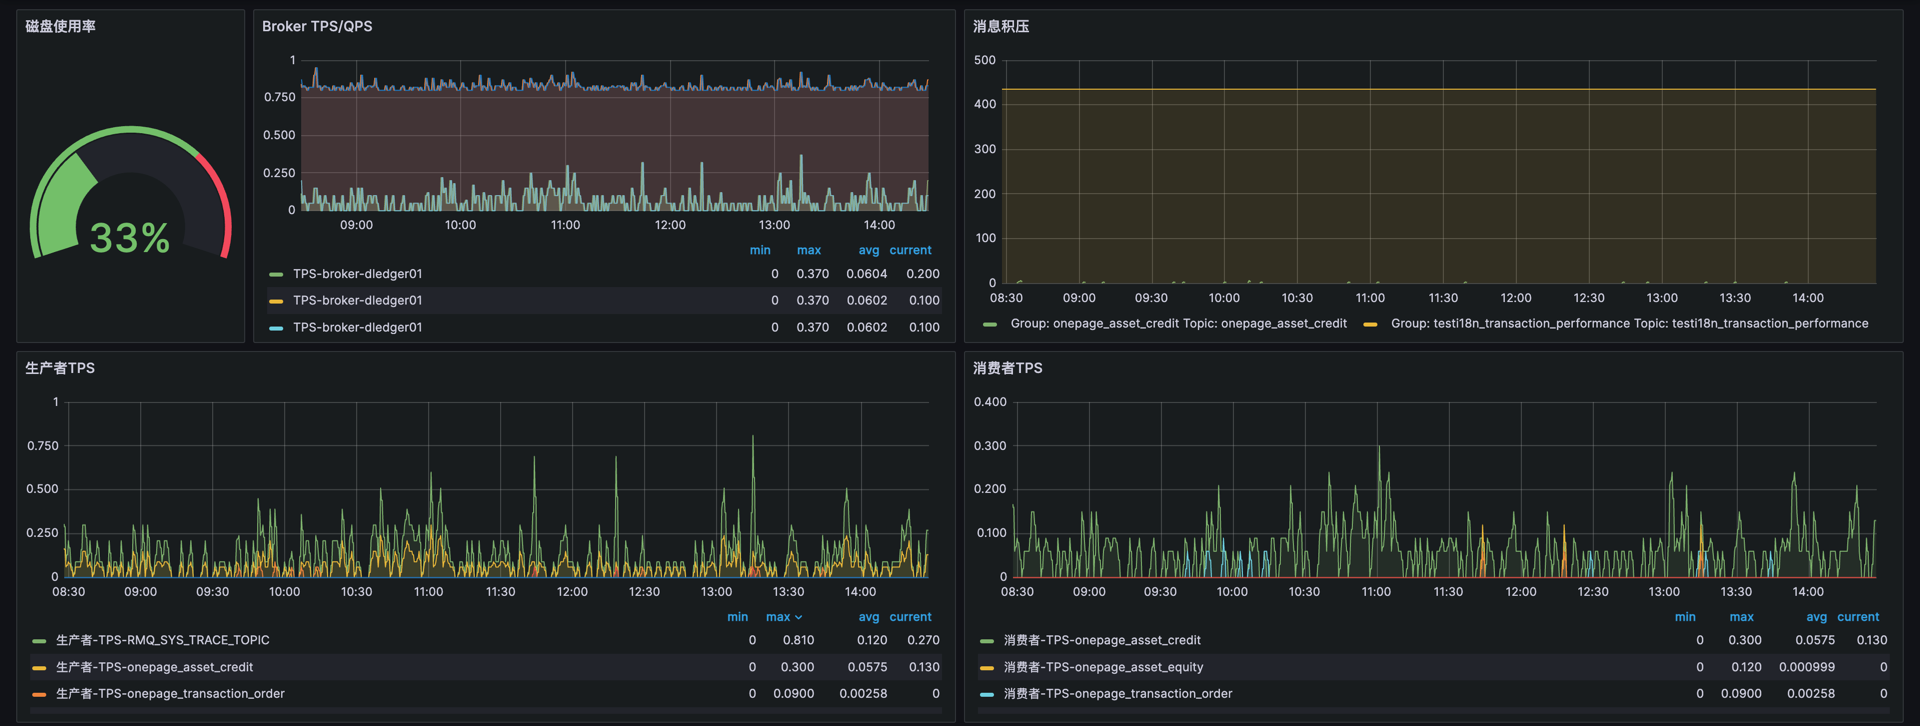 磁盘使用率
33%
Broker TPS/QPS
1
0.750
0.500
0.250
0
09:00 10:00 11:00 12:00 13:00 14:00
min max avg current
TPS-broker-dledger01 0 0.370 0.0604 0.200
TPS-broker-dledger01 0 0.370 0.0602 0.100
TPS-broker-dledger01 0 0.370 0.0602 0.100
消息积压
500
400
300
200
100
0
08:30 09:00 09:30 10:00 10:30 11:00 11:30 12:00 12:30 13:00 13:30 14:00
Group: onepage_asset_credit Topic: onepage_asset_credit Group: testi18n_transaction_performance Topic: testi18n_transaction_performance
生产者TPS
1
0.750
0.500
0.250
0
08:30 09:00 09:30 10:00 10:30 11:00 11:30 12:00 12:30 13:00 13:30 14:00
min max avg current
生产者-TPS-RMQ_SYS_TRACE_TOPIC 0 0.810 0.120 0.270
生产者-TPS-onepage_asset_credit 0 0.300 0.0575 0.130
生产者-TPS-onepage_transaction_order 0 0.0900 0.00258 0
消费者TPS
0.400
0.300
0.200
0.100
0
08:30 09:00 09:30 10:00 10:30 11:00 11:30 12:00 12:30 13:00 13:30 14:00
min max avg current
消费者-TPS-onepage_asset_credit 0 0.300 0.0575 0.130
消费者-TPS-onepage_asset_equity 0 0.120 0.000999 0
消费者-TPS-onepage_transaction_order 0 0.0900 0.00258 0